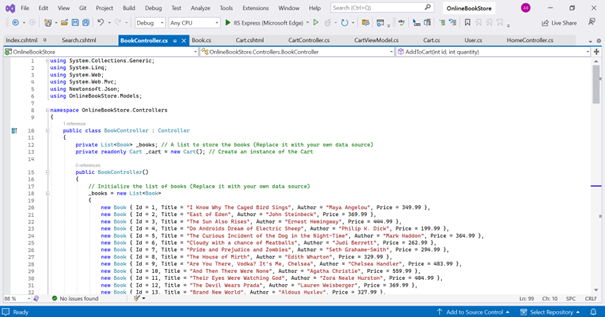 File Edit View Git Project Build Debug Test Analyze Tools Extensions Window Help Search (Ctrl+Q) OnlineBookStore
Debug Any CPU IIS Express (Microsoft Edge) Live Share
Index.cshtml Search.cshtml BookController.cs Book.cs Cart.cshtml CartController.cs CartViewModel.cs Cart.cs User.cs HomeController.cs
OnlineBookStore OnlineBookStore.Controllers.BookController AddToCart(int id, int quantity)
1 using System.Collections.Generic;
2 using System.Linq;
3 using System.Web;
4 using System.Web.Mvc;
5 using Newtonsoft.Json;
6 using OnlineBookStore.Models;
7
8 namespace OnlineBookStore.Controllers
9 {
1 reference
10 public class BookController : Controller
11 {
12 private List<Book> _books; // A list to store the books (Replace it with your own data source)
13 private readonly Cart _cart = new Cart(); // Create an instance of the Cart
14
0 references
15 public BookController()
16 {
17 // Initialize the list of books (Replace it with your own data source)
18 _books = new List<Book>
19 {
20 new Book { Id = 1, Title = "I Know Why The Caged Bird Sings", Author = "Maya Angelou", Price = 349.99 },
21 new Book { Id = 2, Title = "East of Eden", Author = "John Steinbeck", Price = 369.99 },
22 new Book { Id = 3, Title = "The Sun Also Rises", Author = "Ernest Hemingway", Price = 404.99 },
23 new Book { Id = 4, Title = "Do Androids Dream of Electric Sheep", Author = "Philip K. Dick", Price = 199.99 },
24 new Book { Id = 5, Title = "The Curious Incident of the Dog in the Night-Time", Author = "Mark Haddon", Price = 364.99 },
25 new Book { Id = 6, Title = "Cloudy with a chance of Meatballs", Author = "Judi Berrett", Price = 262.99 },
26 new Book { Id = 7, Title = "Pride and Prejudice and Zombies", Author = "Seth Grahame-Smith", Price = 294.99 },
27 new Book { Id = 8, Title = "The House of Mirth", Author = "Edith Wharton", Price = 329.99 },
28 new Book { Id = 9, Title = "Are You There, Vodka? It's Me, Chelsea", Author = "Chelsea Handler", Price = 483.99 },
29 new Book { Id = 10, Title = "And Then There Were None", Author = "Agatha Christie", Price = 559.99 },
30 new Book { Id = 11, Title = "Their Eyes Were Watching God", Author = "Zora Neale Hurston", Price = 404.99 },
31 new Book { Id = 12, Title = "The Devil Wears Prada", Author = "Lauren Weisberger", Price = 369.99 },
32 new Book { Id = 13, Title = "Brand New World", Author = "Aldous Huxley", Price = 327.99 },
88 % No issues found Ln: 99 Ch: 10 SPC CRLF
Ready Add to Source Control Select Repository